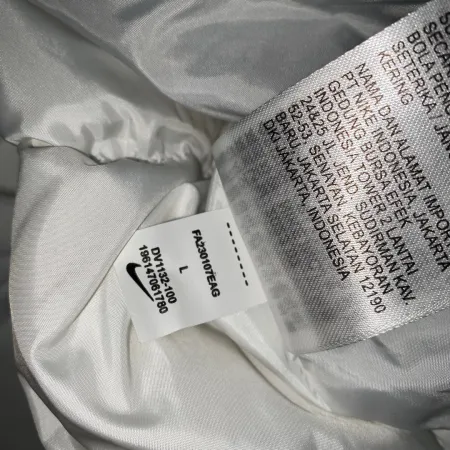 SECA
BOLA PEN
SETERIKA / JAN
KERING
NAMA DAN ALAMAT IMPOR
PT NIKE INDONESIA, JAKARTA
GEDUNG BURSA EFEK
INDONESIA, TOWER 2 LANTAI
24&25 JL. JEND. SUDIRMAN KAV.
52-53, SENAYAN, KEBAYORAN
BARU, JAKARTA SELATAN 12190
DKI JAKARTA, INDONESIA
FA230107EAG
L
DV1132-100
196147061780